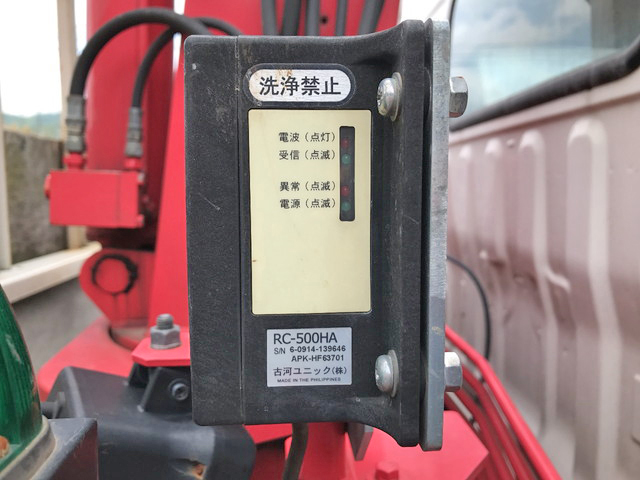 洗浄禁止
電波（点灯）
受信（点滅）
異常（点滅）
電源（点滅）
RC-500HA
S/N 6-0914-139646
APK-HF63701
古河ユニック(株)
MADE IN THE PHILIPPINES